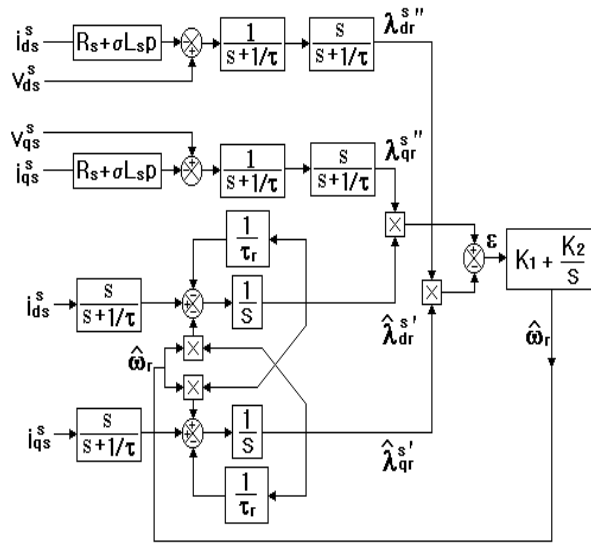 i_ds^s
R_s+σL_sp
1/(s+1/τ)
s/(s+1/τ)
λ_dr^s''
v_ds^s
v_qs^s
i_qs^s
R_s+σL_sp
1/(s+1/τ)
s/(s+1/τ)
λ_qr^s''
×
1/τ_r
ε
K_1 + K_2/S
i_ds^s
s/(s+1/τ)
1/S
×
λ̂_dr^s'
ω̂_r
ω̂_r
×
×
i_qs^s
s/(s+1/τ)
1/S
λ̂_qr^s'
1/τ_r